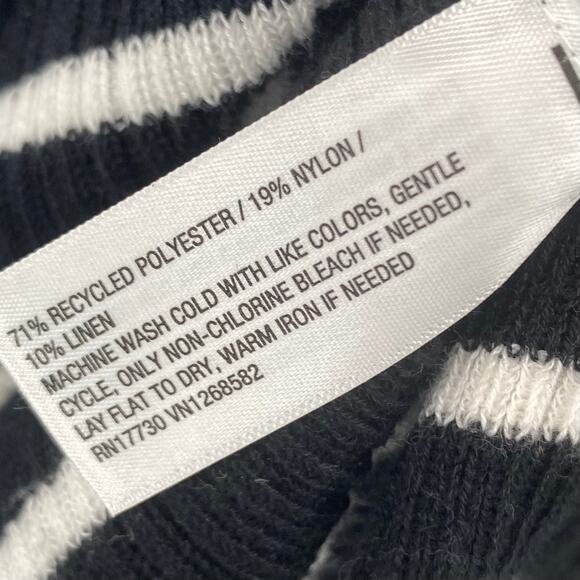 71% RECYCLED POLYESTER / 19% NYLON /
10% LINEN
MACHINE WASH COLD WITH LIKE COLORS, GENTLE
CYCLE, ONLY NON-CHLORINE BLEACH IF NEEDED,
LAY FLAT TO DRY, WARM IRON IF NEEDED
RN17730 VN1268582